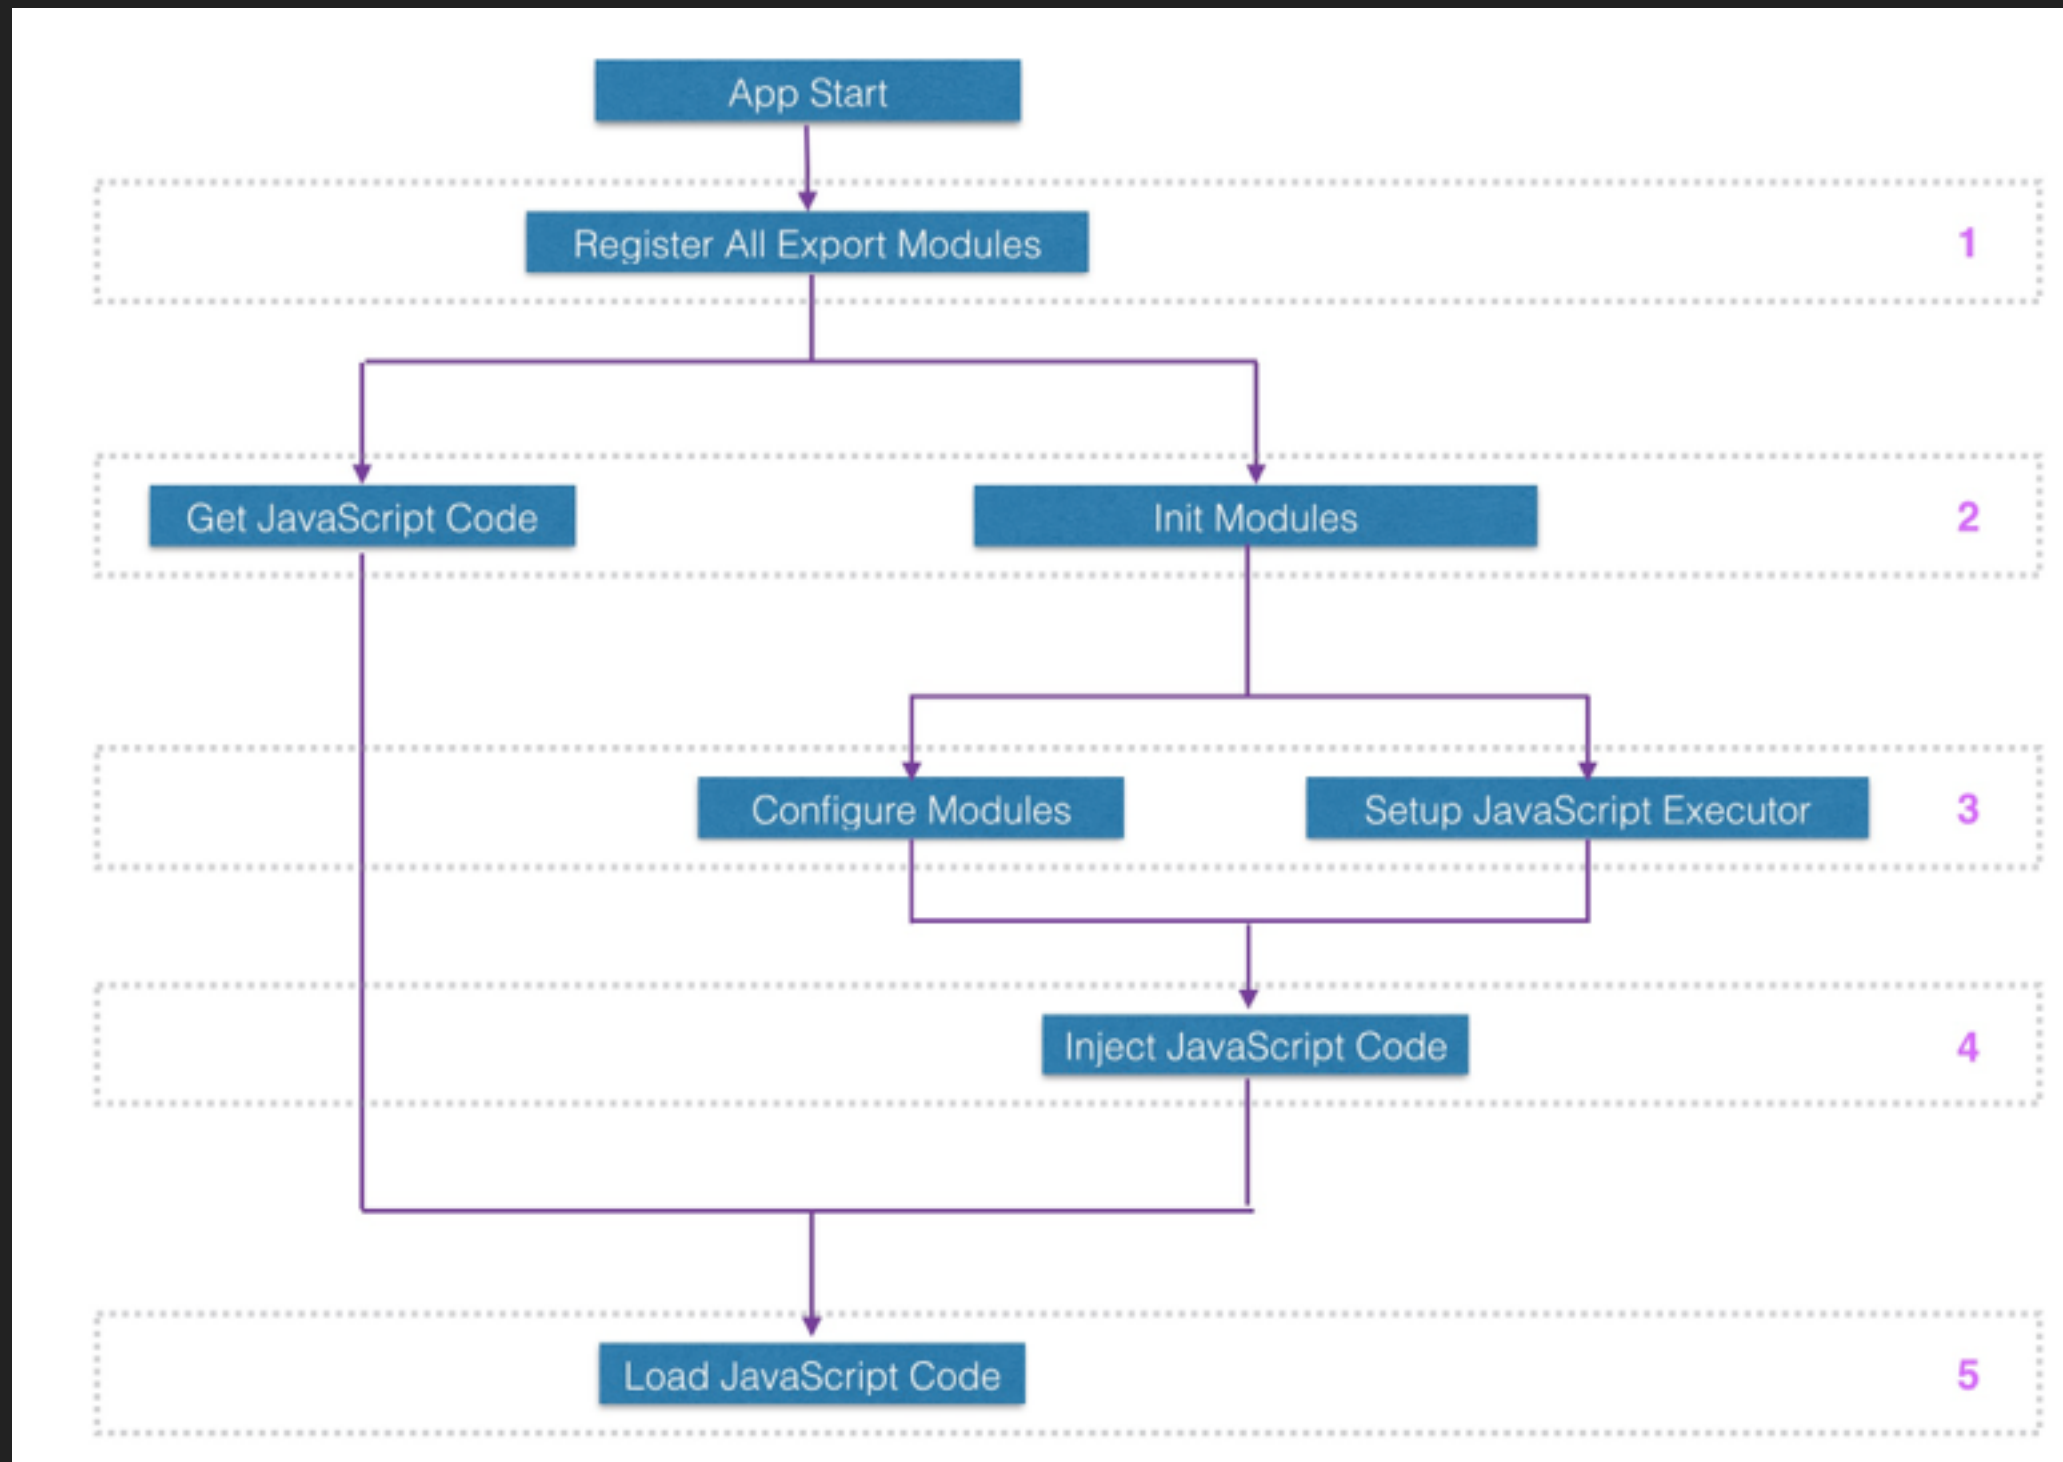 App Start
Register All Export Modules
1
Get JavaScript Code
Init Modules
2
Configure Modules
Setup JavaScript Executor
3
Inject JavaScript Code
4
Load JavaScript Code
5